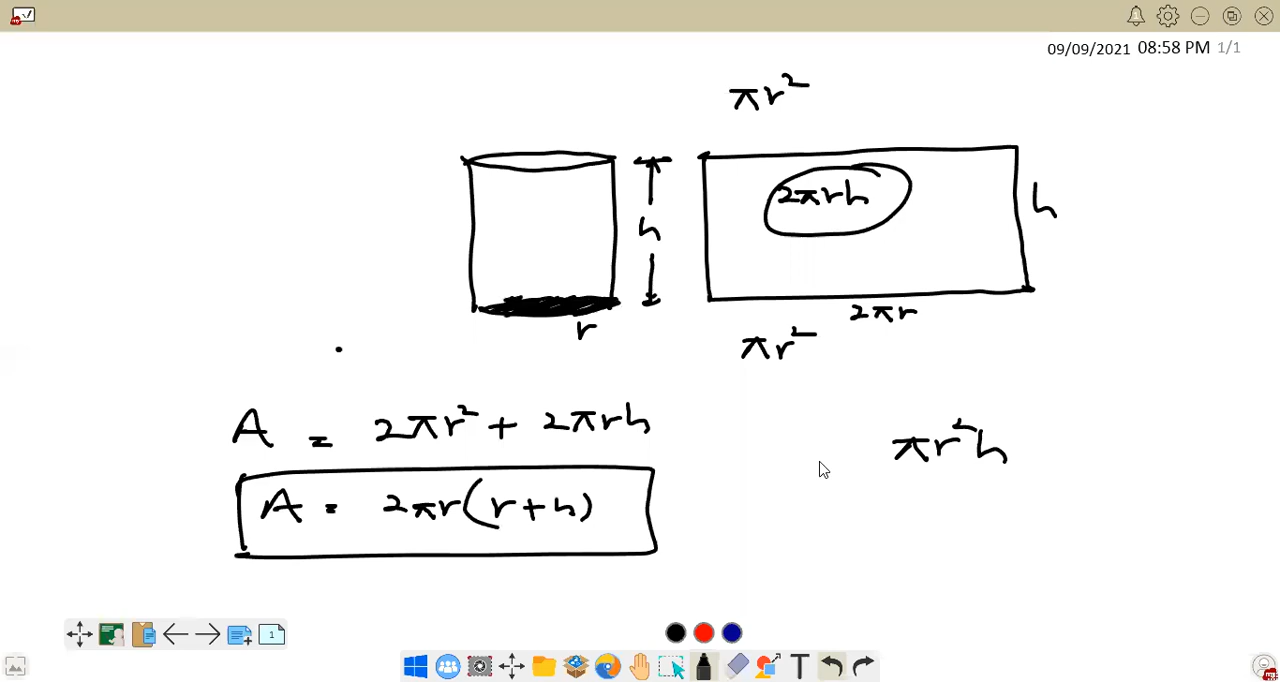 09/09/2021 08:58 PM 1/1
πr²
2πrh
h
h
2πr
r
πr²
A = 2πr² + 2πrh
πr²h
A = 2πr(r+h)
1
T